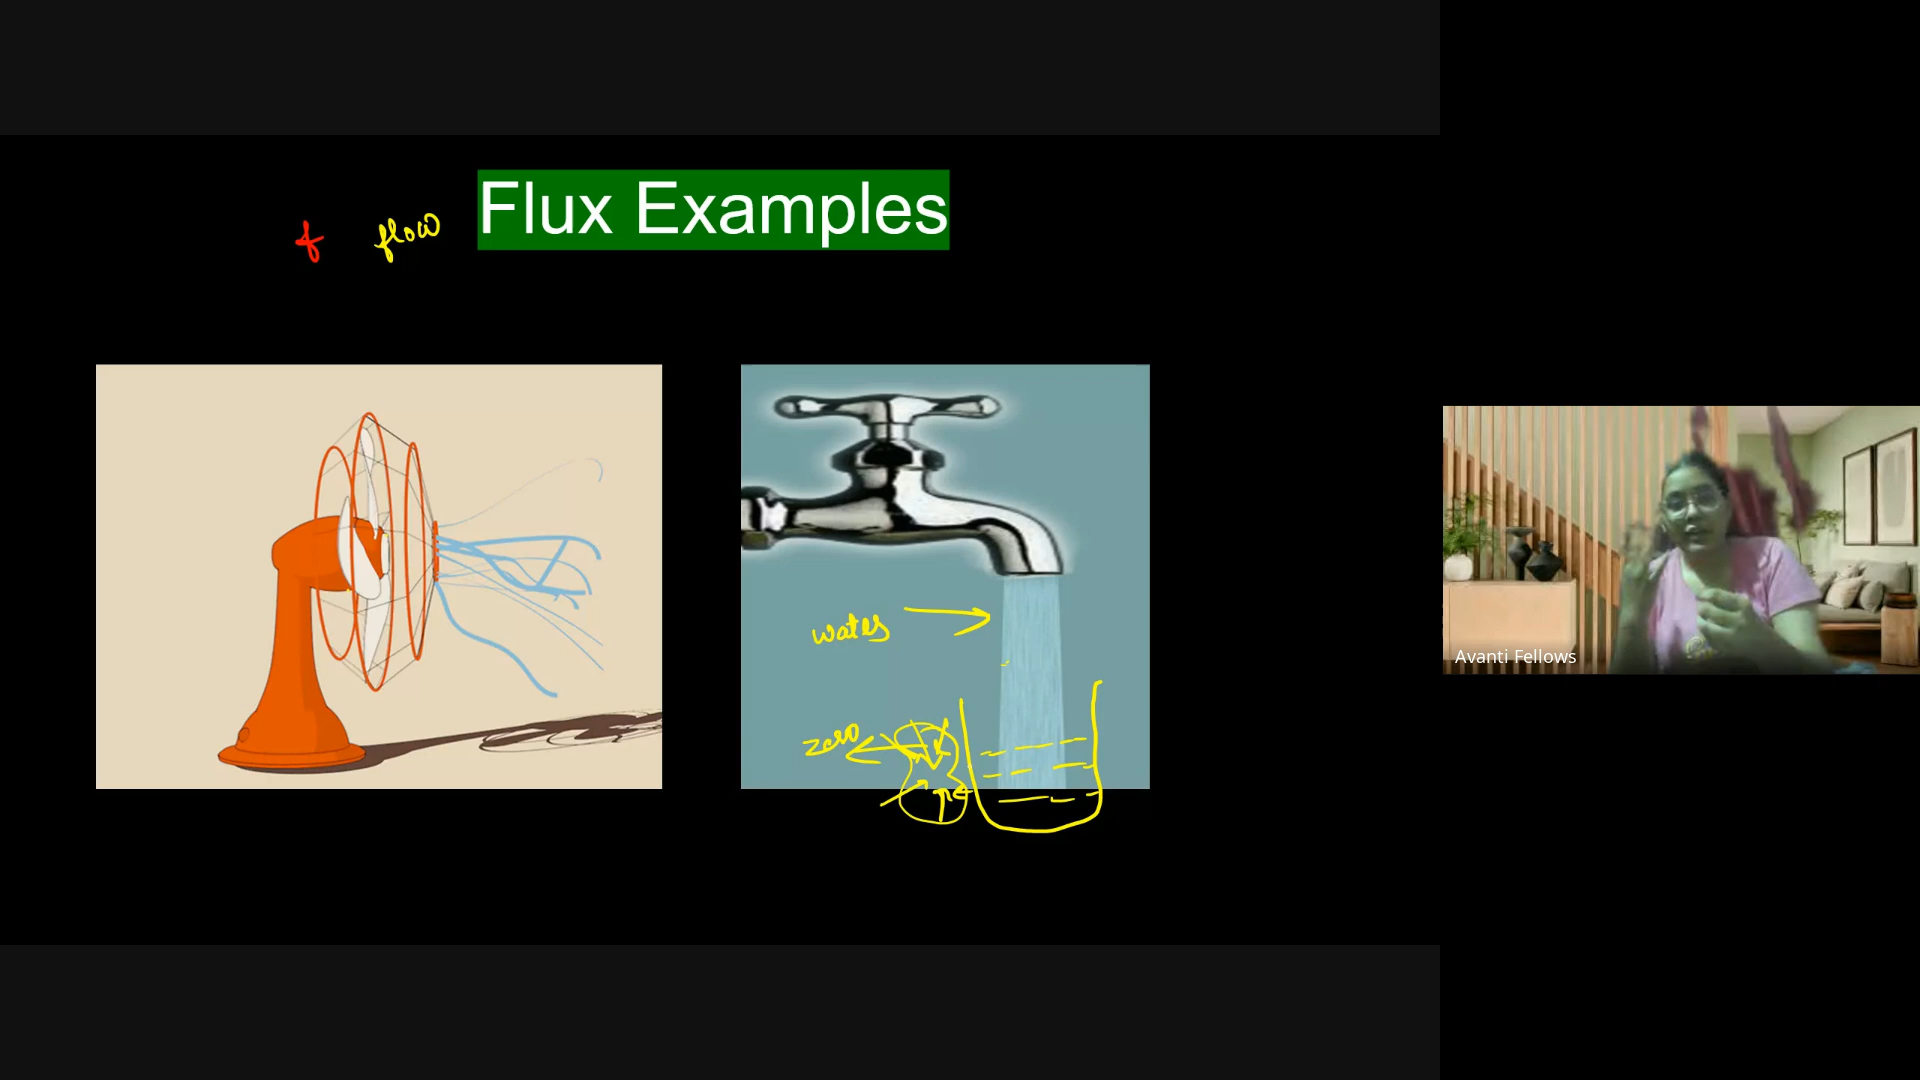 Flux Examples
flow
water
zero
Avanti Fellows